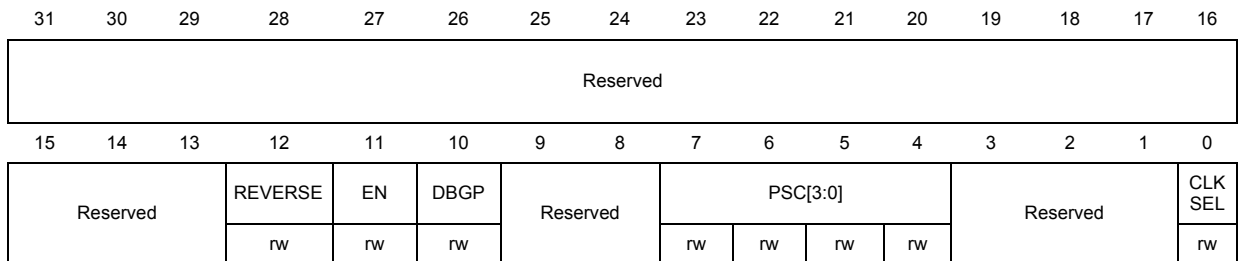 31 30 29 28 27 26 25 24 23 22 21 20 19 18 17 16
Reserved
15 14 13 12 11 10 9 8 7 6 5 4 3 2 1 0
Reserved REVERSE EN DBGP Reserved PSC[3:0] Reserved CLK
SEL
rw rw rw rw rw rw rw rw